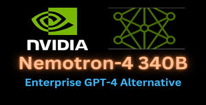 NVIDIA
Nemotron-4 340B
Enterprise GPT-4 Alternative